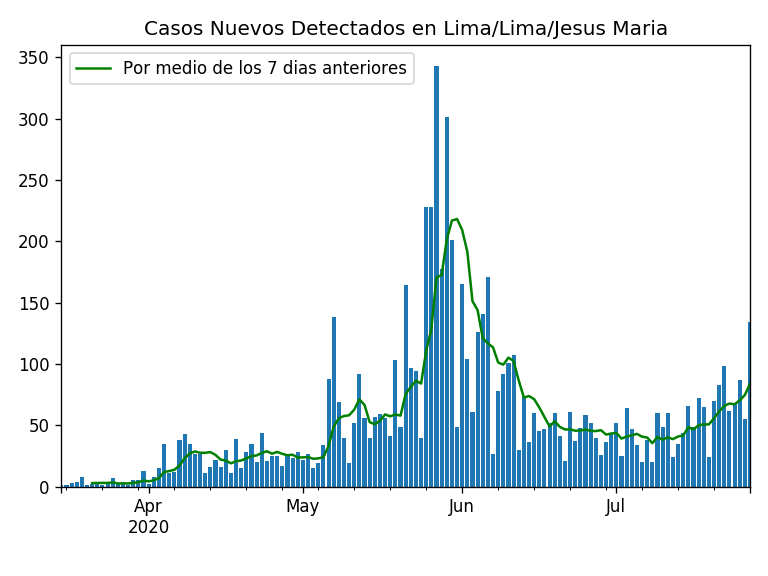 Casos Nuevos Detectados en Lima/Lima/Jesus Maria
Por medio de los 7 dias anteriores
350
300
250
200
150
100
50
0
Apr
2020
May
Jun
Jul